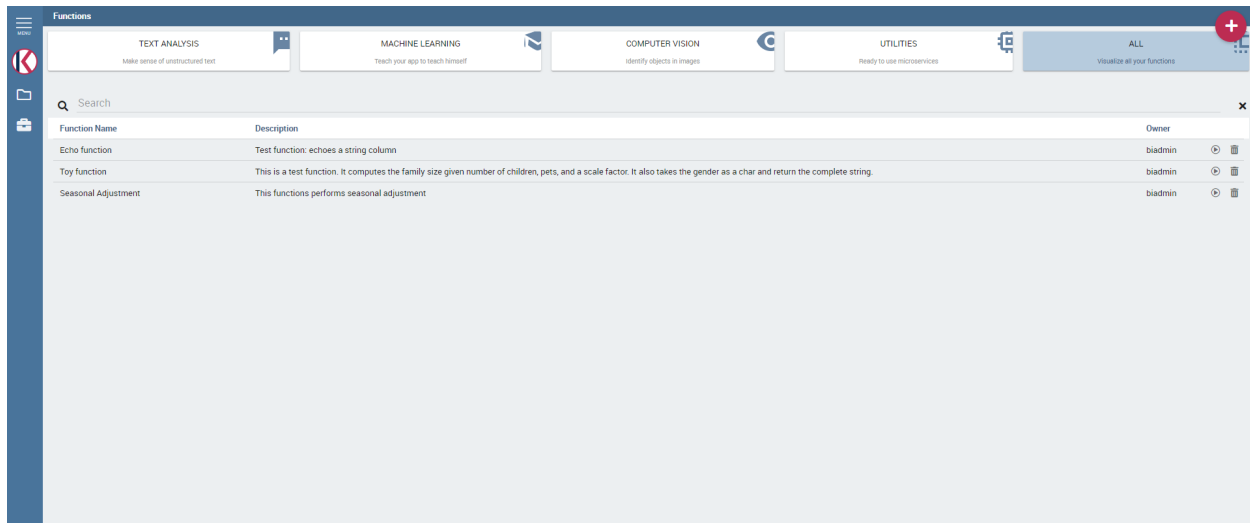 Functions
MENU
TEXT ANALYSIS
Make sense of unstructured text
MACHINE LEARNING
Teach your app to teach himself
COMPUTER VISION
Identify objects in images
UTILITIES
Ready to use microservices
ALL
Visualize all your functions
Search
Function Name Description Owner
Echo function Test function: echoes a string column biadmin
Toy function This is a test function. It computes the family size given number of children, pets, and a scale factor. It also takes the gender as a char and return the complete string. biadmin
Seasonal Adjustment This functions performs seasonal adjustment biadmin